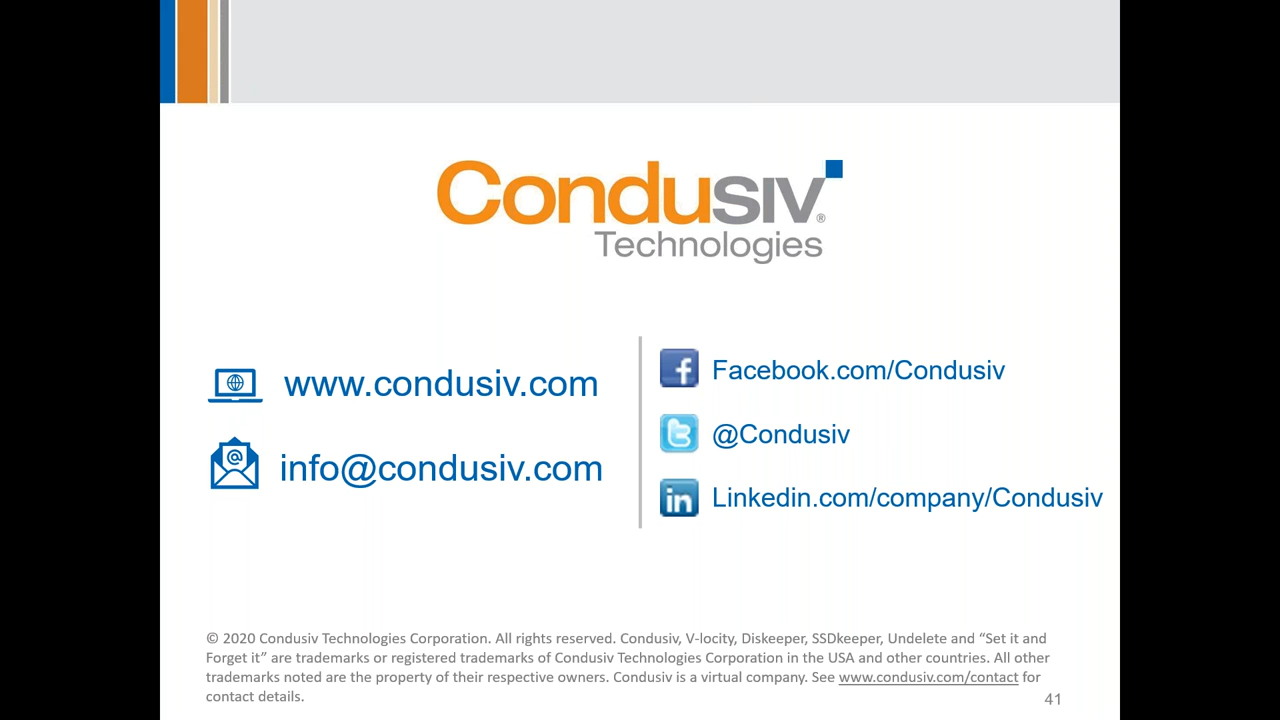 Condusiv®
Technologies
www.condusiv.com
info@condusiv.com
Facebook.com/Condusiv
@Condusiv
Linkedin.com/company/Condusiv
© 2020 Condusiv Technologies Corporation. All rights reserved. Condusiv, V-locity, Diskeeper, SSDkeeper, Undelete and “Set it and
Forget it” are trademarks or registered trademarks of Condusiv Technologies Corporation in the USA and other countries. All other
trademarks noted are the property of their respective owners. Condusiv is a virtual company. See www.condusiv.com/contact for
contact details.
41